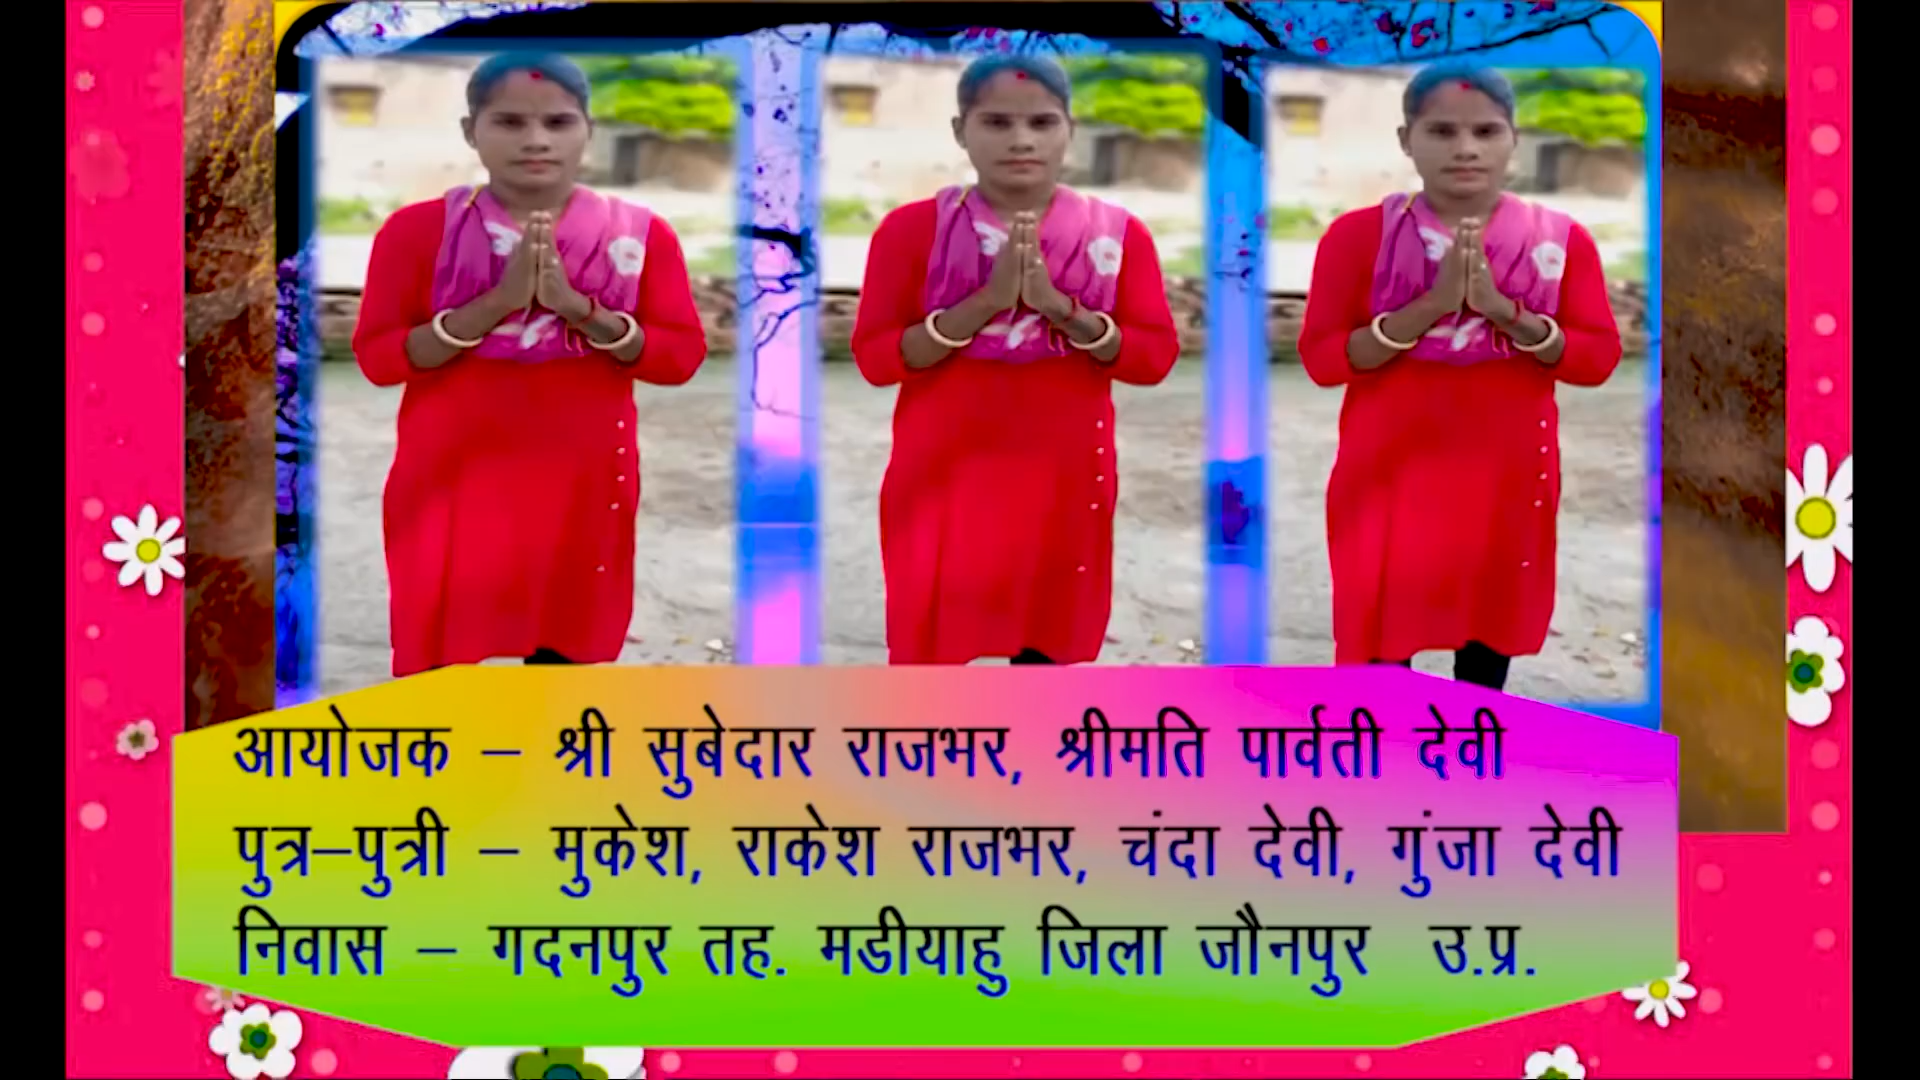 आयोजक – श्री सुबेदार राजभर, श्रीमति पार्वती देवी
पुत्र–पुत्री – मुकेश, राकेश राजभर, चंदा देवी, गुंजा देवी
निवास – गदनपुर तह. मडीयाहु जिला जौनपुर उ.प्र.